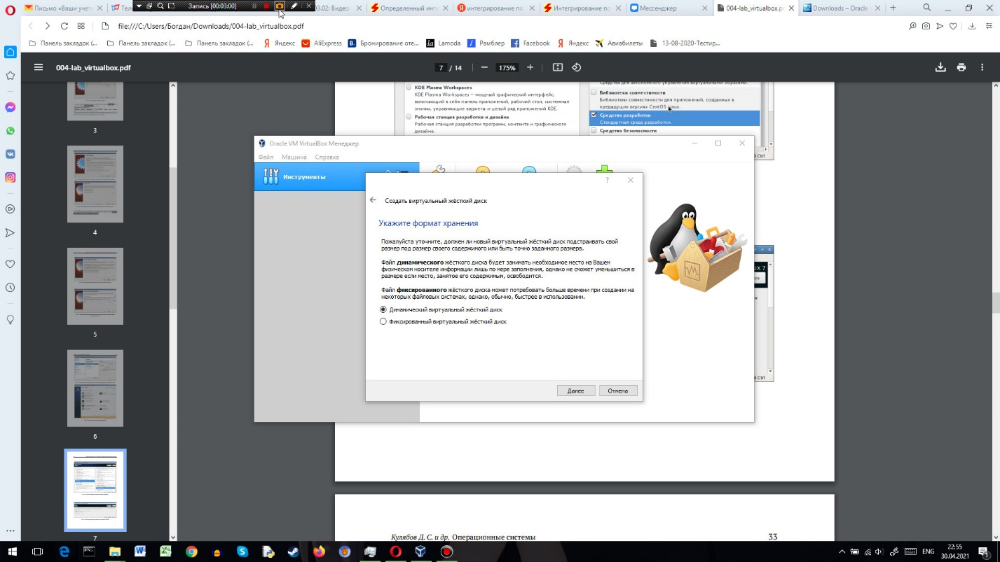 Письмо «Ваши учет
Теле
Запись [00:03:00]
03.02: Видео.
Определенный инте
интегрирование по
Интегрирование по
Мессенджер
004-lab_virtualbox.pd
Downloads – Oracle
file:///C:/Users/Богдан/Downloads/004-lab_virtualbox.pdf
Панель закладок (...
Панель закладок (...
Панель закладок (...
Яндекс
AliExpress
Бронирование оте...
Lamoda
Рамблер
Facebook
Яндекс
Авиабилеты
13-08-2020-Тестир...
004-lab_virtualbox.pdf
7 / 14
175%
3
4
5
6
7
KDE Plasma Workspaces
KDE Plasma Workspaces — мощный графический интерфейс,
включающий в себя панель приложений, рабочий стол, системные
значки, управляющие виджеты и целый ряд приложений KDE.
Рабочая станция разработки и дизайна
Рабочая станция разработки программ, контента и графического
дизайна.
Средства для автономного управления виртуальными образами.
Библиотеки совместимости
Библиотеки совместимости для приложений, созданных в
предыдущих версиях CentOS Linux.
Средства разработки
Стандартная среда разработки.
Средства безопасности
Ctrl
Oracle VM VirtualBox Менеджер
Файл Машина Справка
Инструменты
?
Создать виртуальный жёсткий диск
Укажите формат хранения
Пожалуйста уточните, должен ли новый виртуальный жёсткий диск подстраивать свой
размер под размер своего содержимого или быть точно заданного размера.
Файл динамического жёсткого диска будет занимать необходимое место на Вашем
физическом носителе информации лишь по мере заполнения, однако не сможет уменьшиться в
размере если место, занятое его содержимым, освободится.
Файл фиксированного жёсткого диска может потребовать больше времени при создании на
некоторых файловых системах, однако, обычно, быстрее в использовании.
Динамический виртуальный жёсткий диск
Фиксированный виртуальный жёсткий диск
Далее
Отмена
UX 7
Ctrl
Кулябов Д. С. и др. Операционные системы
33
ENG
22:55
30.04.2021